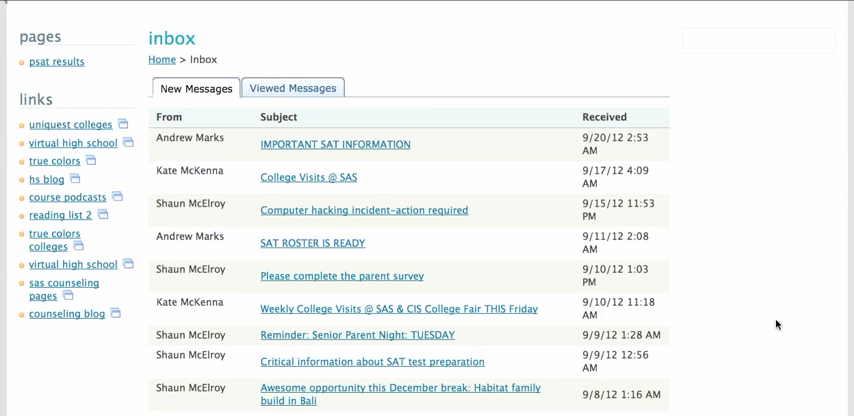 pages
psat results
links
uniquest colleges
virtual high school
true colors
hs blog
course podcasts
reading list 2
true colors
colleges
virtual high school
sas counseling
pages
counseling blog
inbox
Home > Inbox
New Messages Viewed Messages
From Subject Received
Andrew Marks IMPORTANT SAT INFORMATION 9/20/12 2:53
AM
Kate McKenna College Visits @ SAS 9/17/12 4:09
AM
Shaun McElroy Computer hacking incident-action required 9/15/12 11:53
PM
Andrew Marks SAT ROSTER IS READY 9/11/12 2:08
AM
Shaun McElroy Please complete the parent survey 9/10/12 1:03
PM
Kate McKenna Weekly College Visits @ SAS & CIS College Fair THIS Friday 9/10/12 11:18
AM
Shaun McElroy Reminder: Senior Parent Night: TUESDAY 9/9/12 1:28 AM
Shaun McElroy Critical information about SAT test preparation 9/9/12 12:56
AM
Shaun McElroy Awesome opportunity this December break: Habitat family 9/8/12 1:16 AM
build in Bali